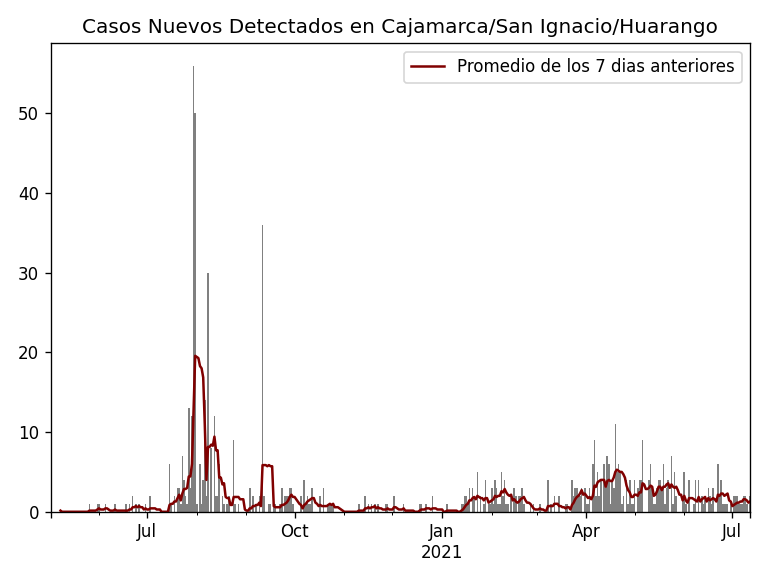 Casos Nuevos Detectados en Cajamarca/San Ignacio/Huarango
Promedio de los 7 dias anteriores
50
40
30
20
10
0
Jul
Oct
Jan
Apr
Jul
2021